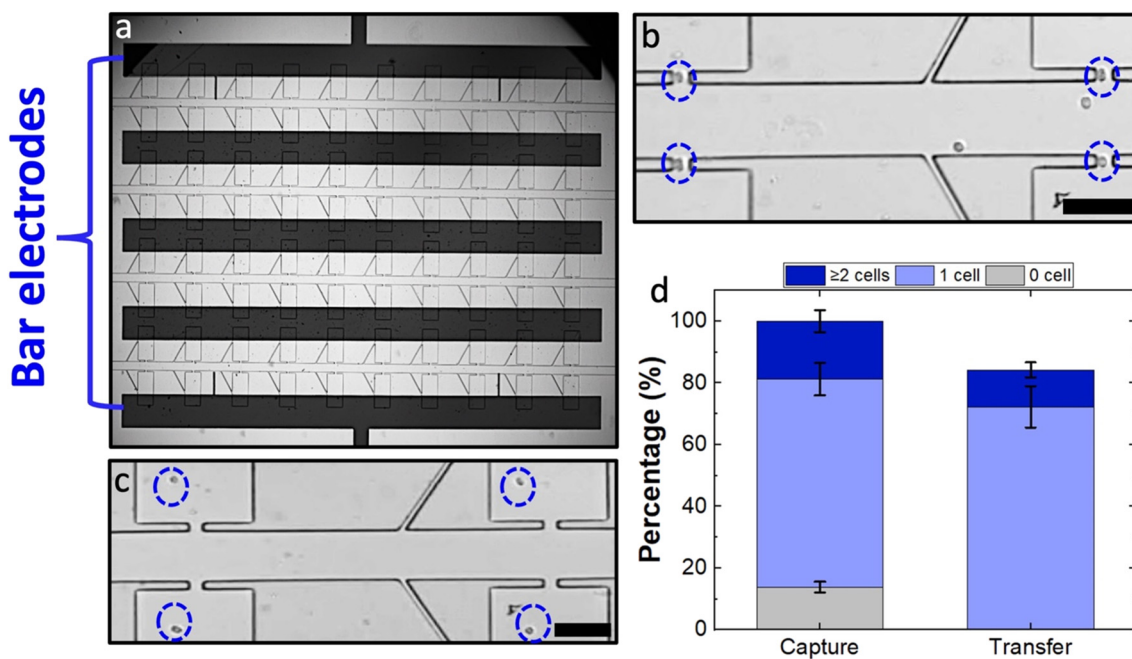 Bar electrodes
a
b
c
d
≥2 cells 1 cell 0 cell
Percentage (%)
100
80
60
40
20
0
Capture Transfer